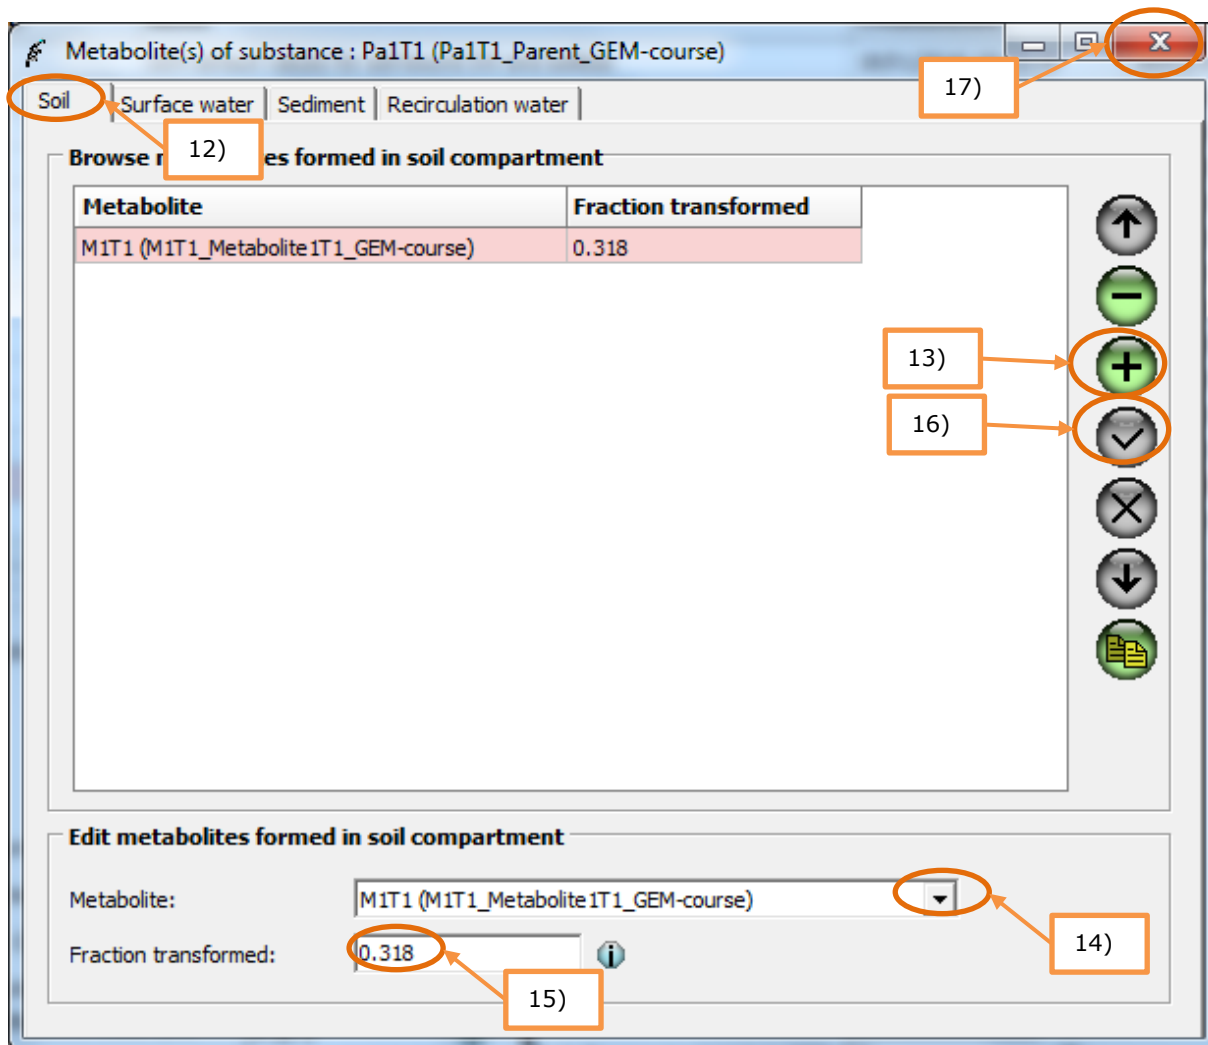 Metabolite(s) of substance : Pa1T1 (Pa1T1_Parent_GEM-course)
17)
Soil Surface water Sediment Recirculation water
12)
Browse m es formed in soil compartment
Metabolite Fraction transformed
M1T1 (M1T1_Metabolite1T1_GEM-course) 0.318
13)
16)
Edit metabolites formed in soil compartment
Metabolite: M1T1 (M1T1_Metabolite1T1_GEM-course)
14)
Fraction transformed: 0.318
15)